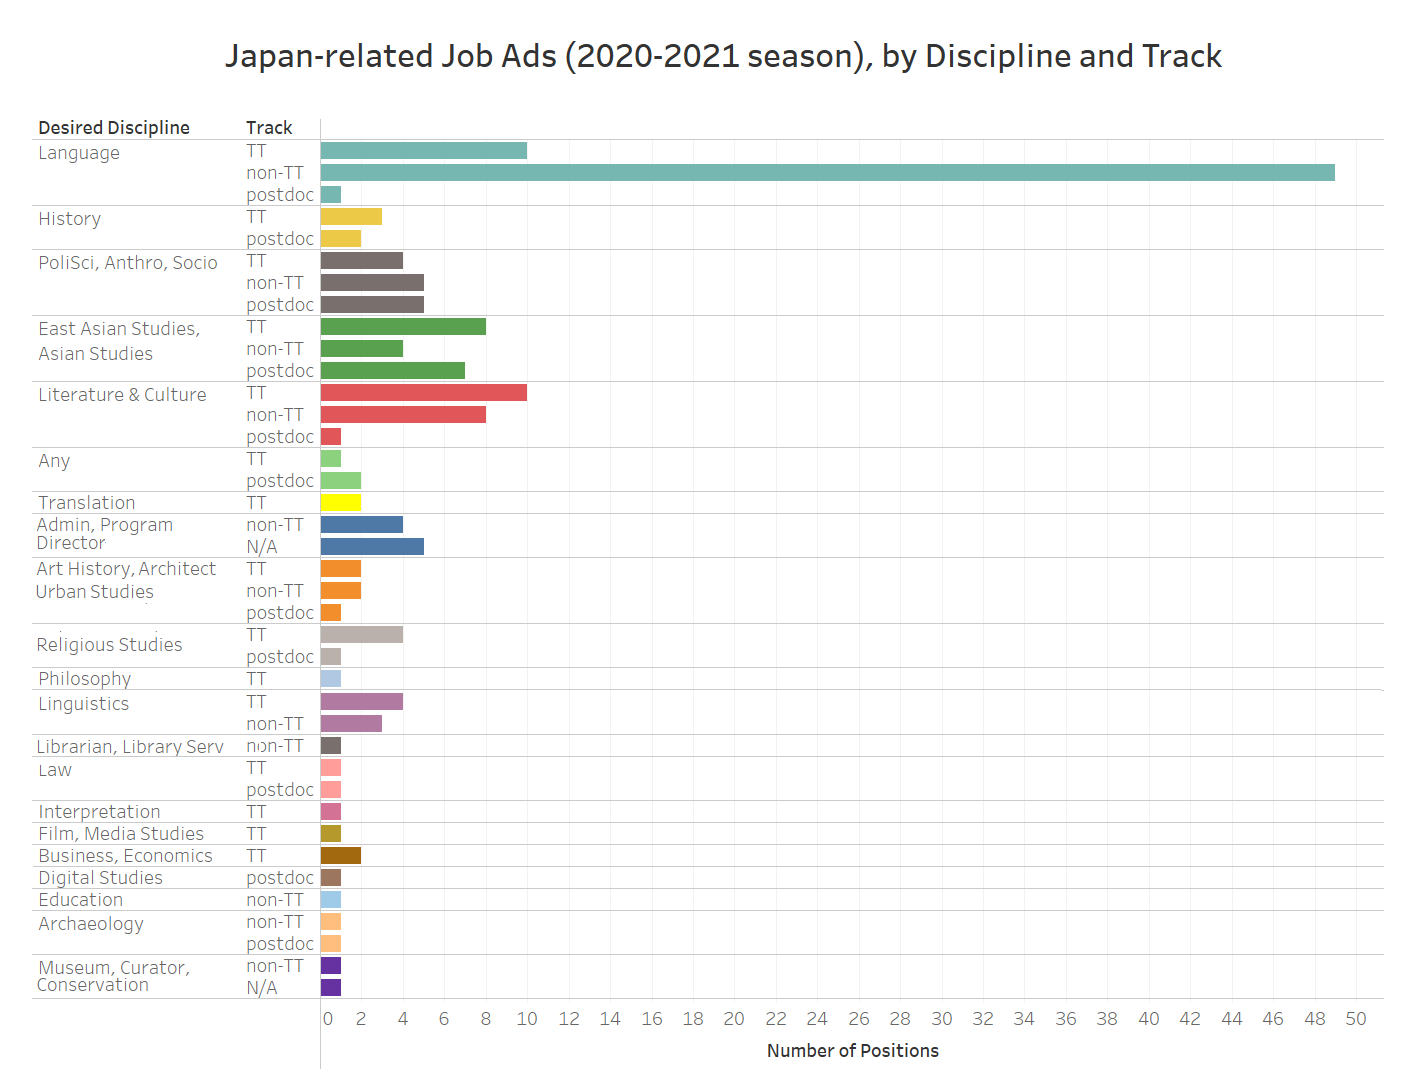 Japan-related Job Ads (2020-2021 season), by Discipline and Track
Desired Discipline Track
Language TT
non-TT
postdoc
History TT
postdoc
PoliSci, Anthro, Socio TT
non-TT
postdoc
East Asian Studies, TT
Asian Studies non-TT
postdoc
Literature & Culture TT
non-TT
postdoc
Any TT
postdoc
Translation TT
Admin, Program non-TT
Director N/A
Art History, Architect TT
Urban Studies non-TT
postdoc
Religious Studies TT
postdoc
Philosophy TT
Linguistics TT
non-TT
Librarian, Library Serv non-TT
Law TT
postdoc
Interpretation TT
Film, Media Studies TT
Business, Economics TT
Digital Studies postdoc
Education non-TT
Archaeology non-TT
postdoc
Museum, Curator, non-TT
Conservation N/A
0 2 4 6 8 10 12 14 16 18 20 22 24 26 28 30 32 34 36 38 40 42 44 46 48 50
Number of Positions